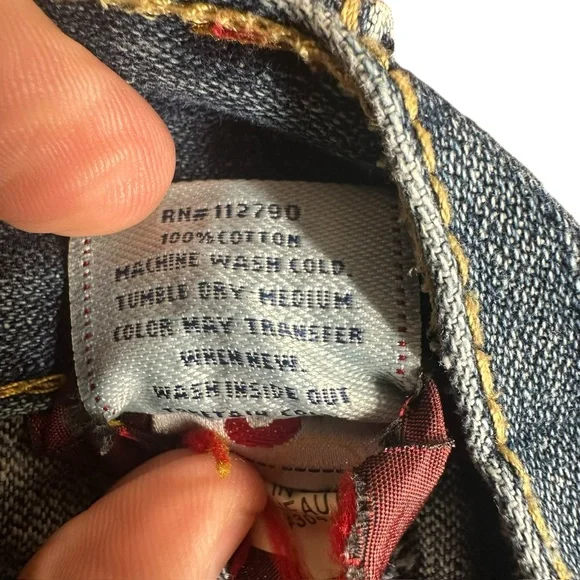 RN#112790
100% COTTON
MACHINE WASH COLD.
TUMBLE DRY MEDIUM
COLOR MAY TRANSFER
WHEN NEW.
WASH INSIDE OUT